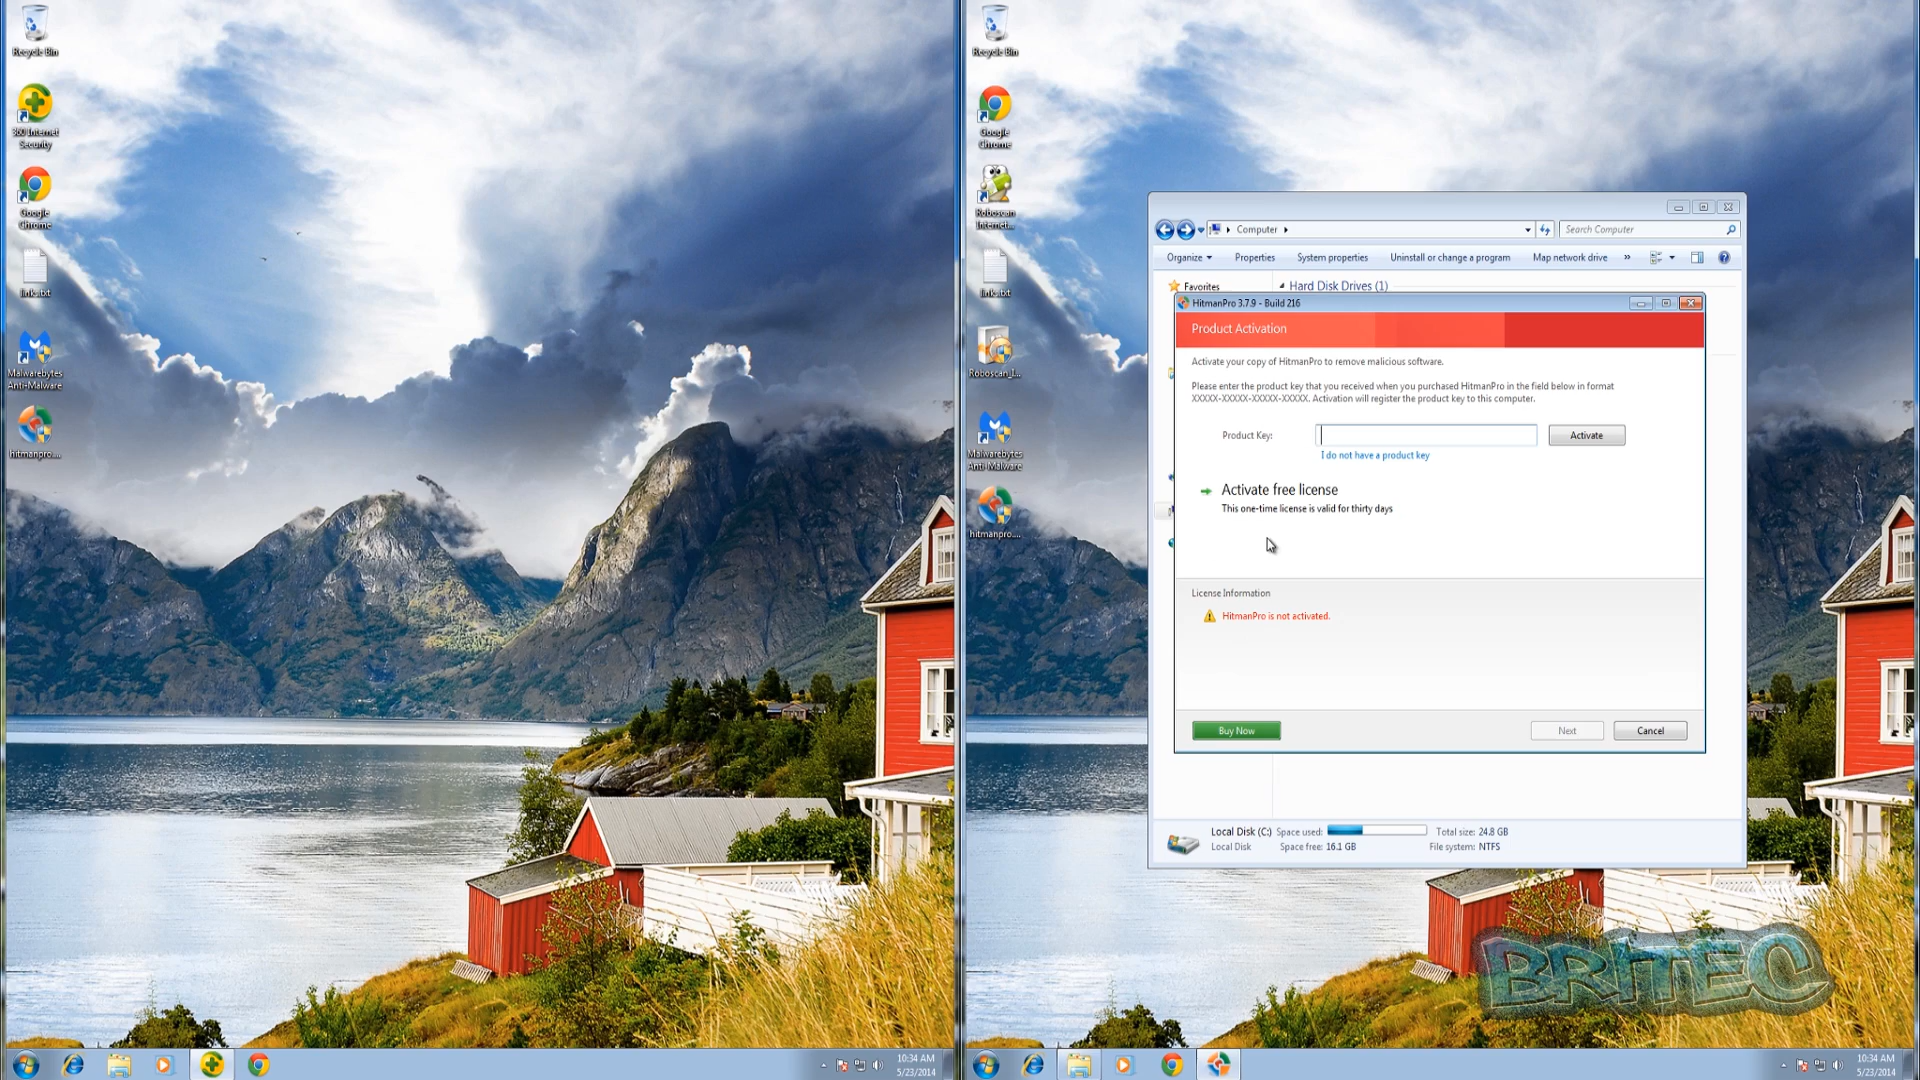 Recycle Bin
360 Internet
Security
Google
Chrome
link.txt
Malwarebytes
Anti-Malware
hitmanpro....
10:34 AM
5/23/2014
Recycle Bin
Google
Chrome
Roboscan
Internet...
link.txt
Roboscan_I...
Malwarebytes
Anti-Malware
hitmanpro....
Computer
Search Computer
Organize
Properties
System properties
Uninstall or change a program
Map network drive
»
Favorites
Hard Disk Drives (1)
HitmanPro 3.7.9 - Build 216
Product Activation
Activate your copy of HitmanPro to remove malicious software.
Please enter the product key that you received when you purchased HitmanPro in the field below in format
XXXXX-XXXXX-XXXXX-XXXXX. Activation will register the product key to this computer.
Product Key:
Activate
I do not have a product key
Activate free license
This one-time license is valid for thirty days
License Information
HitmanPro is not activated.
Buy Now
Next
Cancel
Local Disk (C:) Space used: Total size: 24.8 GB
Local Disk Space free: 16.1 GB File system: NTFS
BRITEC
10:34 AM
5/23/2014